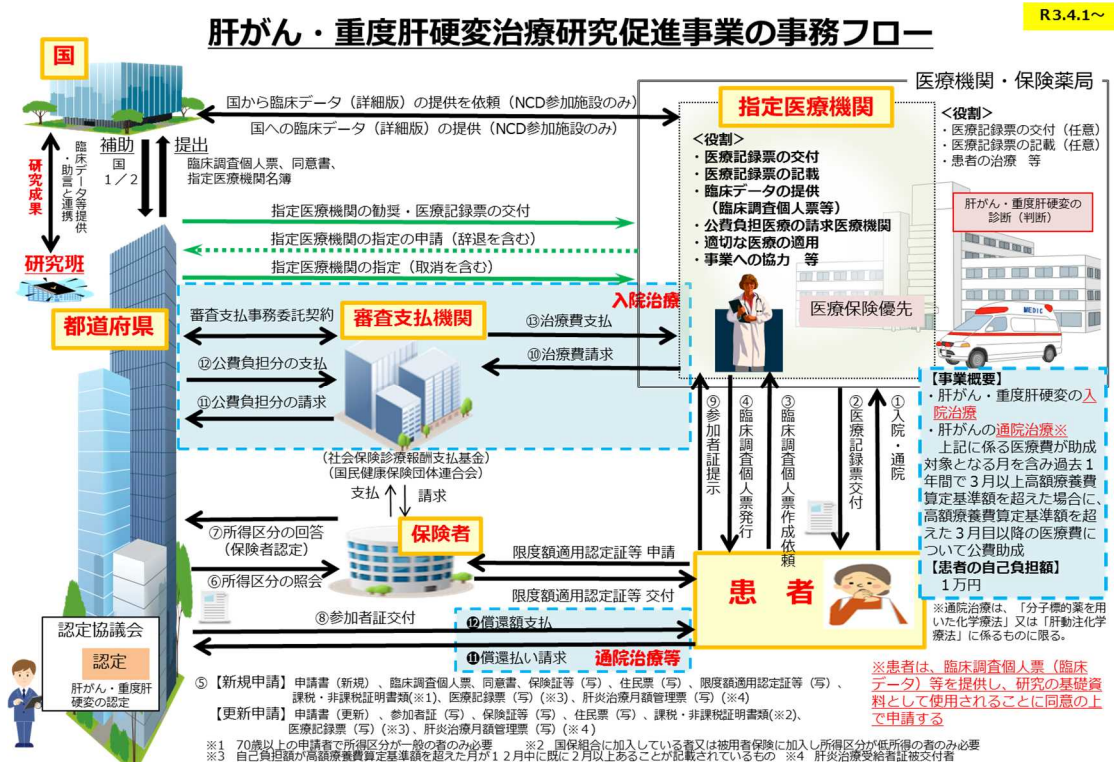 R3.4.1～
肝がん・重度肝硬変治療研究促進事業の事務フロー
国
国から臨床データ（詳細版）の提供を依頼（NCD参加施設のみ）
国への臨床データ（詳細版）の提供（NCD参加施設のみ）
補助
国
1／2
提出
臨床調査個人票、同意書、
指定医療機関名簿
研究成果
臨床データ等提供
・助言と連携
研究班
指定医療機関の勧奨・医療記録票の交付
指定医療機関の指定の申請（辞退を含む）
指定医療機関の指定（取消を含む）
医療機関・保険薬局
指定医療機関
＜役割＞
・医療記録票の交付
・医療記録票の記載
・臨床データの提供
（臨床調査個人票等）
・公費負担医療の請求医療機関
・適切な医療の適用
・事業への協力　等
＜役割＞
・医療記録票の交付（任意）
・医療記録票の記載（任意）
・患者の治療　等
肝がん・重度肝硬変の
診断（判断）
医療保険優先
MEDIC
都道府県
入院治療
審査支払事務委託契約
審査支払機関
⑬治療費支払
⑩治療費請求
⑫公費負担分の支払
⑪公費負担分の請求
（社会保険診療報酬支払基金）
（国民健康保険団体連合会）
支払
請求
⑦所得区分の回答
（保険者認定）
⑥所得区分の照会
保険者
限度額適用認定証等 申請
限度額適用認定証等 交付
⑨参加者証提示
④臨床調査個人票発行
③臨床調査個人票作成依頼
②医療記録票交付
①入院・通院
患　者
⑧参加者証交付
⓬償還額支払
⓫償還払い請求
通院治療等
【事業概要】
・肝がん・重度肝硬変の入
院治療
・肝がんの通院治療※
上記に係る医療費が助成
対象となる月を含み過去１
年間で３月以上高額療養費
算定基準額を超えた場合に、
高額療養費算定基準額を超
えた３月目以降の医療費に
ついて公費助成
【患者の自己負担額】
１万円
※通院治療は、「分子標的薬を用
いた化学療法」又は「肝動注化学
療法」に係るものに限る。
※患者は、臨床調査個人票（臨床
データ）等を提供し、研究の基礎資
料として使用されることに同意の上
で申請する
認定協議会
認定
肝がん・重度肝
硬変の認定
⑤【新規申請】申請書（新規）、臨床調査個人票、同意書、保険証等（写）、住民票（写）、限度額適用認定証等（写）、
課税・非課税証明書類(※1)、医療記録票（写）(※3）、肝炎治療月額管理票（写）(※4）
【更新申請】申請書（更新）、参加者証（写）、保険証等（写）、住民票（写）、課税・非課税証明書類(※2)、
医療記録票（写）(※3）、肝炎治療月額管理票（写）(※４)
※1　70歳以上の申請者で所得区分が一般の者のみ必要　　※2　国保組合に加入している者又は被用者保険に加入し所得区分が低所得の者のみ必要
※3　自己負担額が高額療養費算定基準額を超えた月が１２月中に既に２月以上あることが記載されているもの　※4　肝炎治療受給者証被交付者